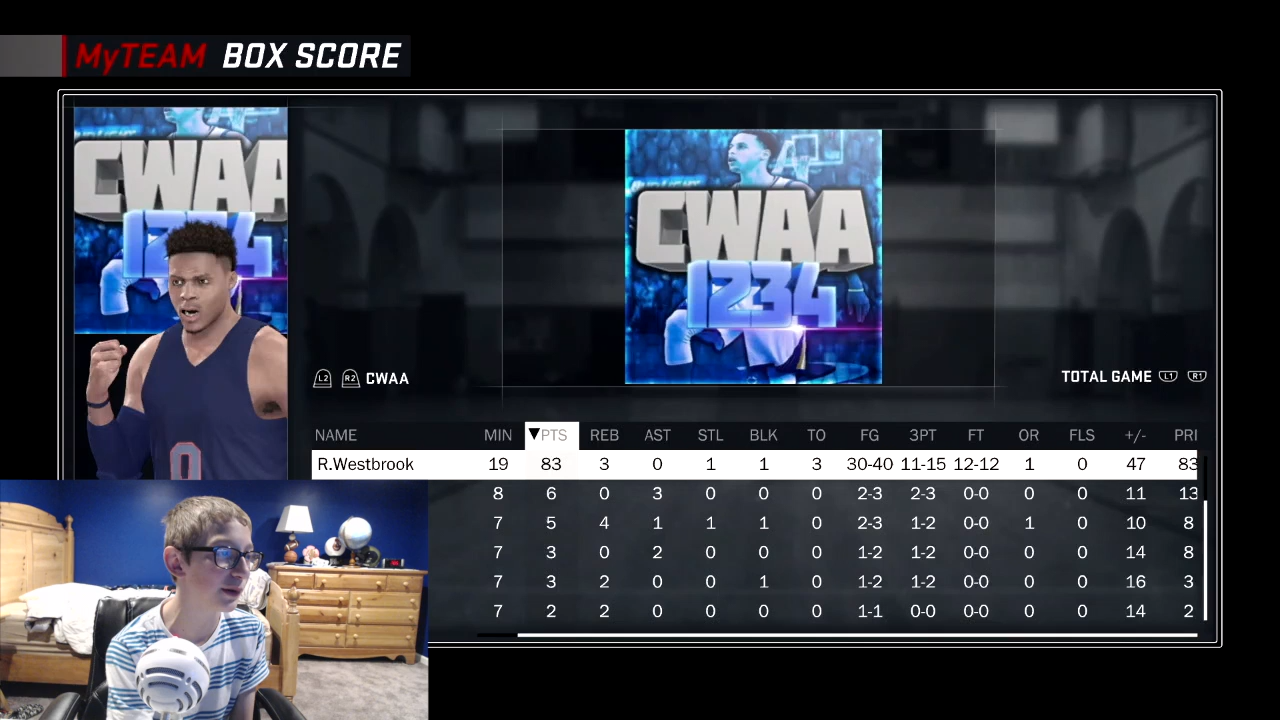 MyTEAM BOX SCORE
CWAA
1234
CWAA
1234
0
L2 R2 CWAA
TOTAL GAME L1 R1
NAME MIN ▼PTS REB AST STL BLK TO FG 3PT FT OR FLS +/- PRI
R.Westbrook 19 83 3 0 1 1 3 30-40 11-15 12-12 1 0 47 83
8 6 0 3 0 0 0 2-3 2-3 0-0 0 0 11 13
7 5 4 1 1 1 0 2-3 1-2 0-0 1 0 10 8
7 3 0 2 0 0 0 1-2 1-2 0-0 0 0 14 8
7 3 2 0 0 1 0 1-2 1-2 0-0 0 0 16 3
7 2 2 0 0 0 0 1-1 0-0 0-0 0 0 14 2